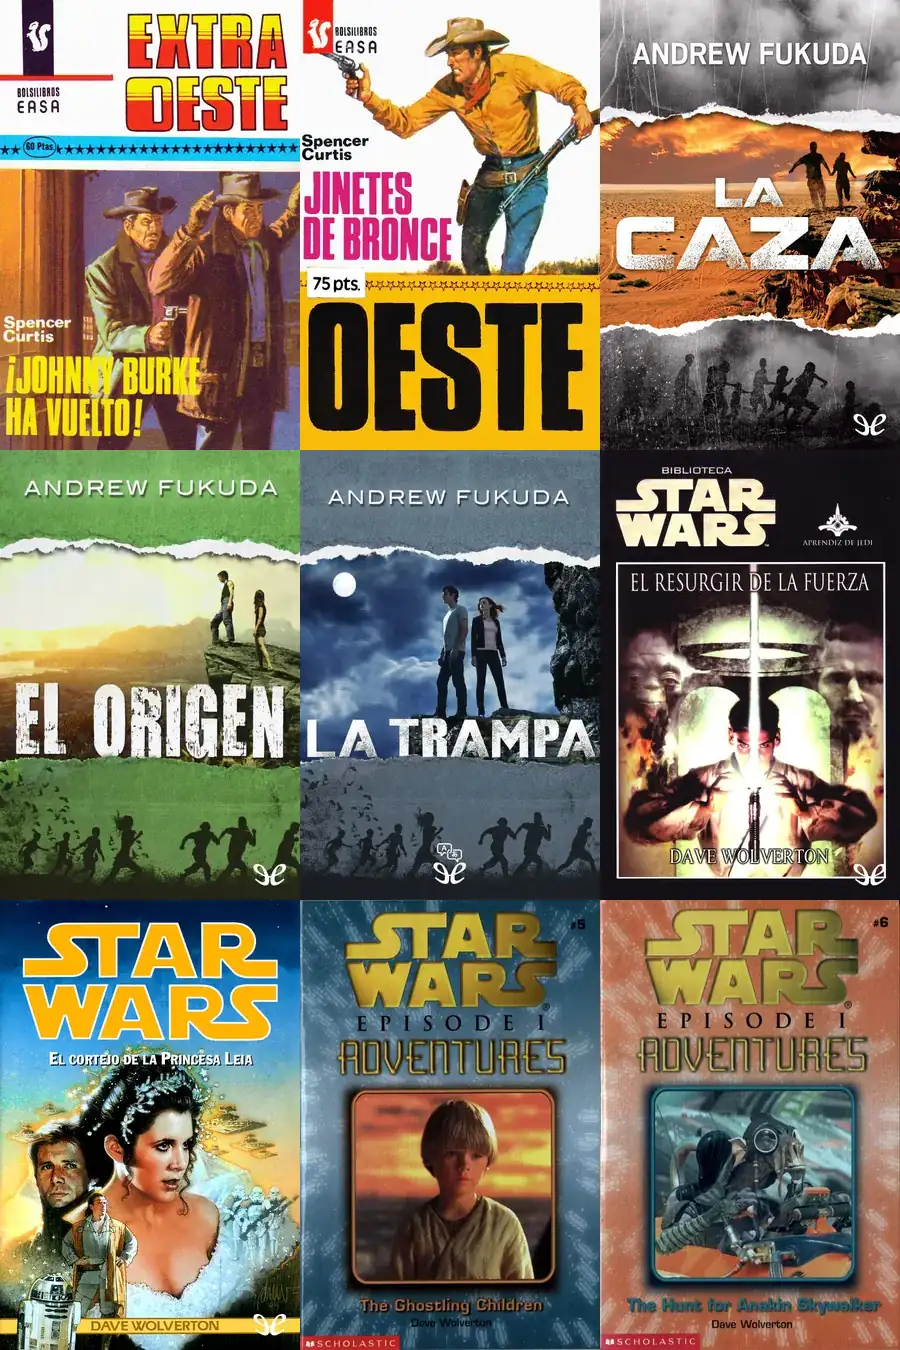 BOLSILIBROS
EASA
EXTRA
OESTE
60 Ptas
Spencer
Curtis
¡JOHNNY BURKE
HA VUELTO!
BOLSILIBROS
EASA
Spencer
Curtis
JINETES
DE BRONCE
75 pts.
OESTE
ANDREW FUKUDA
LA
CAZA
ANDREW FUKUDA
EL ORIGEN
ANDREW FUKUDA
LA TRAMPA
BIBLIOTECA
STAR
WARS
APRENDIZ DE JEDI
EL RESURGIR DE LA FUERZA
DAVE WOLVERTON
STAR
WARS
EL CORTEJO DE LA PRINCESA LEIA
DAVE WOLVERTON
#5
STAR
WARS
EPISODE I
ADVENTURES
The Ghostling Children
Dave Wolverton
SCHOLASTIC
#6
STAR
WARS
EPISODE I
ADVENTURES
The Hunt for Anakin Skywalker
Dave Wolverton
SCHOLASTIC